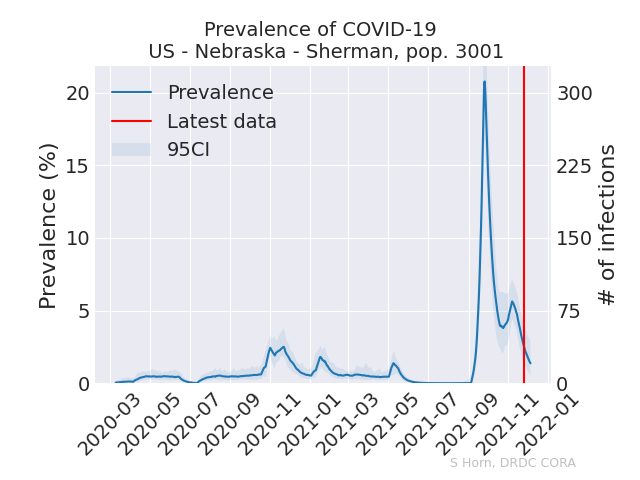 Prevalence of COVID-19
US - Nebraska - Sherman, pop. 3001
Prevalence
Latest data
95CI
Prevalence (%)
20
15
10
5
0
# of infections
300
225
150
75
0
2020-03
2020-05
2020-07
2020-09
2020-11
2021-01
2021-03
2021-05
2021-07
2021-09
2021-11
2022-01
S Horn, DRDC CORA